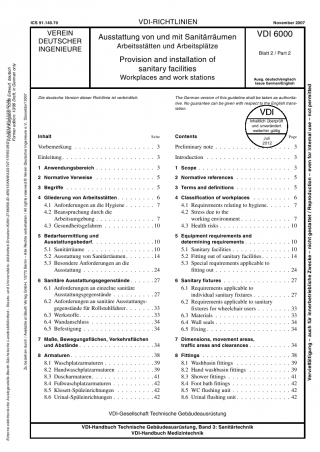 ICS 91.140.70
VDI-RICHTLINIEN
November 2007
VEREIN
DEUTSCHER
INGENIEURE
Ausstattung von und mit Sanitärräumen
Arbeitsstätten und Arbeitsplätze
Provision and installation of
sanitary facilities
Workplaces and work stations
VDI 6000
Blatt 2 / Part 2
Ausg. deutsch/englisch
Issue German/English
Die deutsche Version dieser Richtlinie ist verbindlich.
The German version of this guideline shall be taken as authorita-
tive. No guarantee can be given with respect to the English trans-
lation.
VDI
Inhaltlich überprüft
und unverändert
weiterhin gültig
Juli
2012
Inhalt Seite
Vorbemerkung . . . 3
Einleitung . . . 3
1 Anwendungsbereich . . . 3
2 Normative Verweise . . . 5
3 Begriffe . . . 5
4 Gliederung von Arbeitsstätten . . . 6
4.1 Anforderungen an die Hygiene . . . 7
4.2 Beanspruchung durch die
Arbeitsumgebung . . . 7
4.3 Gesundheitsgefahren . . . 10
5 Bedarfsermittlung und
Ausstattungsbedarf . . . 10
5.1 Sanitärräume . . . 10
5.2 Ausstattung von Sanitärräumen . . . 14
5.3 Besondere Anforderungen an die
Ausstattung . . . 24
6 Sanitäre Ausstattungsgegenstände . . . 27
6.1 Anforderungen an einzelne sanitäre
Ausstattungsgegenstände . . . 27
6.2 Anforderungen an sanitäre Ausstattungs-
gegenstände für Rollstuhlfahrer . . . 33
6.3 Werkstoffe . . . 33
6.4 Wandanschluss . . . 34
6.5 Befestigung . . . 34
7 Maße, Bewegungsflächen, Verkehrsflächen
und Abstände . . . 34
8 Armaturen . . . 38
8.1 Waschplatzarmaturen . . . 39
8.2 Handwaschplatzarmaturen . . . 39
8.3 Duscharmaturen . . . 41
8.4 Fußwaschplatzarmaturen . . . 42
8.5 Klosett-Spüleinrichtungen . . . 42
8.6 Urinal-Spüleinrichtungen . . . 42
Contents Page
Preliminary note . . . 3
Introduction . . . 3
1 Scope . . . 3
2 Normative references . . . 5
3 Terms and definitions . . . 5
4 Classification of workplaces . . . 6
4.1 Requirements relating to hygiene . . . 7
4.2 Stress due to the
working environment . . . 7
4.3 Health risks . . . 10
5 Equipment requirements and
determining requirements . . . 10
5.1 Sanitary facilities . . . 10
5.2 Fitting out of sanitary facilities . . . 14
5.3 Special requirements applicable to
fitting out . . . 24
6 Sanitary fixtures . . . 27
6.1 Requirements applicable to
individual sanitary fixtures . . . 27
6.2 Requirements applicable to sanitary
fixtures for wheelchair users . . . 33
6.3 Materials . . . 33
6.4 Wall seals . . . 34
6.5 Fixing . . . 34
7 Dimensions, movement areas,
traffic areas and clearances . . . 34
8 Fittings . . . 38
8.1 Washbasin fittings . . . 39
8.2 Hand washbasin fittings . . . 39
8.3 Shower fittings . . . 41
8.4 Foot bath fittings . . . 42
8.5 WC flushing unit . . . 42
8.6 Urinal flushing unit . . . 42
VDI-Gesellschaft Technische Gebäudeausrüstung
VDI-Handbuch Technische Gebäudeausrüstung, Band 3: Sanitärtechnik
VDI-Handbuch Medizintechnik
Vervielfältigung – auch für innerbetriebliche Zwecke – nicht gestattet / Reproduction – even for internal use – not permitted